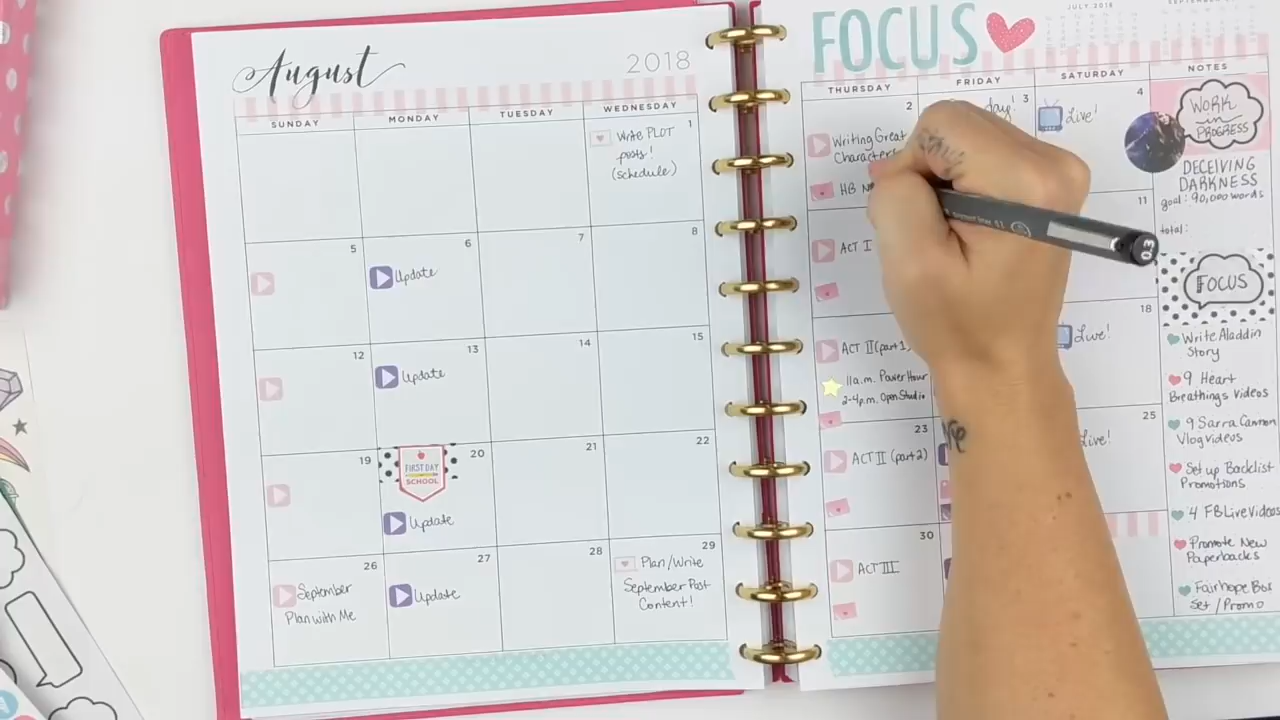 August
2018
FOCUS
JULY 2018
SUNDAY
MONDAY
TUESDAY
WEDNESDAY
THURSDAY
FRIDAY
SATURDAY
NOTES
1
Write PLOT
posts!
(schedule)
2
Writing Great
HB
3
day!
4
Live!
WORK
in
PROGRESS
DECEIVING
DARKNESS
goal: 90,000 words
total:
5
6
Update
7
8
ACT I
11
FOCUS
12
13
Update
14
15
ACT II (part 1)
11a.m. Power Hour
2-4p.m. Open Studio
18
Live!
Write Aladdin
Story
9 Heart
Breathings Videos
9 Sarra Cannon
Vlog videos
Set up Backlist
Promotions
4 FB Live Videos
Promote New
Paperbacks
Fairhope Box
Set / Promo
19
20
FIRST DAY
SCHOOL
Update
21
22
23
ACT II (part 2)
25
Live!
26
September
Plan with Me
27
Update
28
29
Plan/Write
September Post
Content!
30
ACT III
0.3